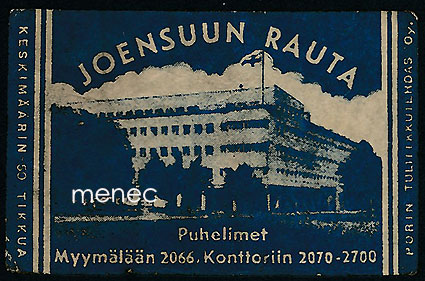 JOENSUUN RAUTA
KESKIMÄÄRIN 50 TIKKUA
PORIN TULITIKKUTEHDAS Oy.
menec
Puhelimet
Myymälään 2066, Konttoriin 2070-2700